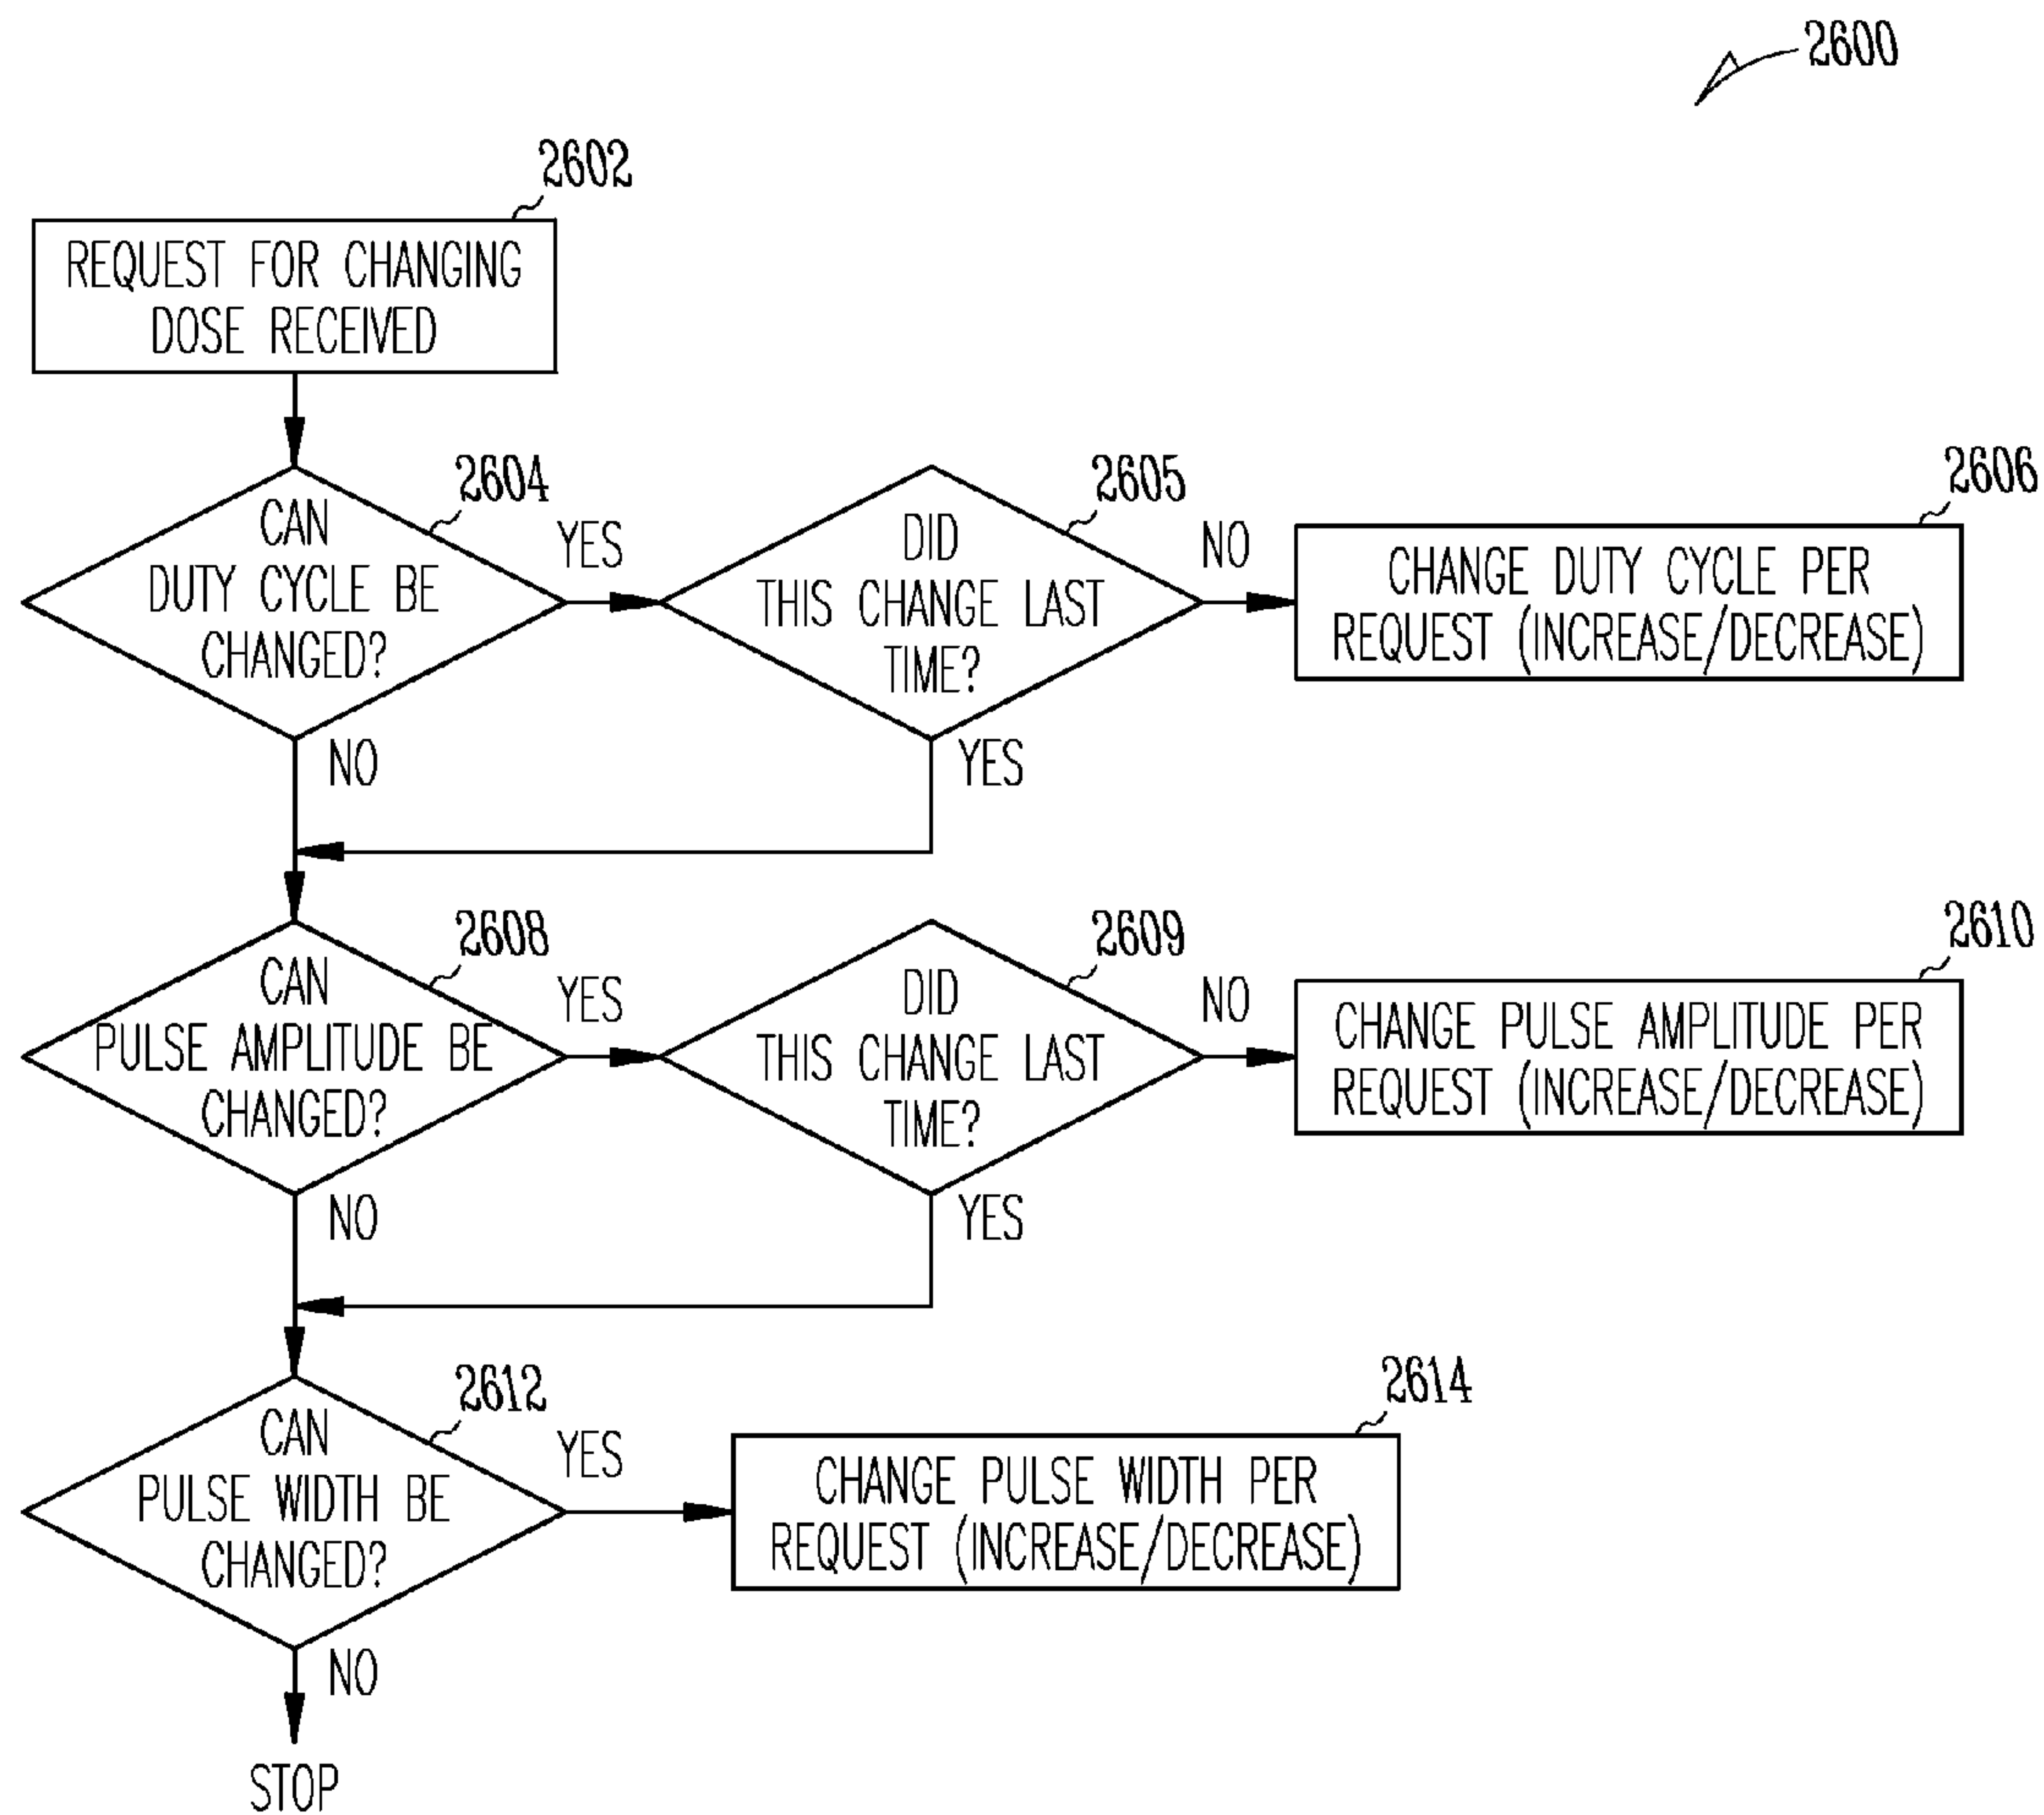 2600
2602
REQUEST FOR CHANGING
DOSE RECEIVED
2604
CAN
DUTY CYCLE BE
CHANGED?
YES
NO
2605
DID
THIS CHANGE LAST
TIME?
NO
YES
2606
CHANGE DUTY CYCLE PER
REQUEST (INCREASE/DECREASE)
2608
CAN
PULSE AMPLITUDE BE
CHANGED?
YES
NO
2609
DID
THIS CHANGE LAST
TIME?
NO
YES
2610
CHANGE PULSE AMPLITUDE PER
REQUEST (INCREASE/DECREASE)
2612
CAN
PULSE WIDTH BE
CHANGED?
YES
NO
2614
CHANGE PULSE WIDTH PER
REQUEST (INCREASE/DECREASE)
STOP